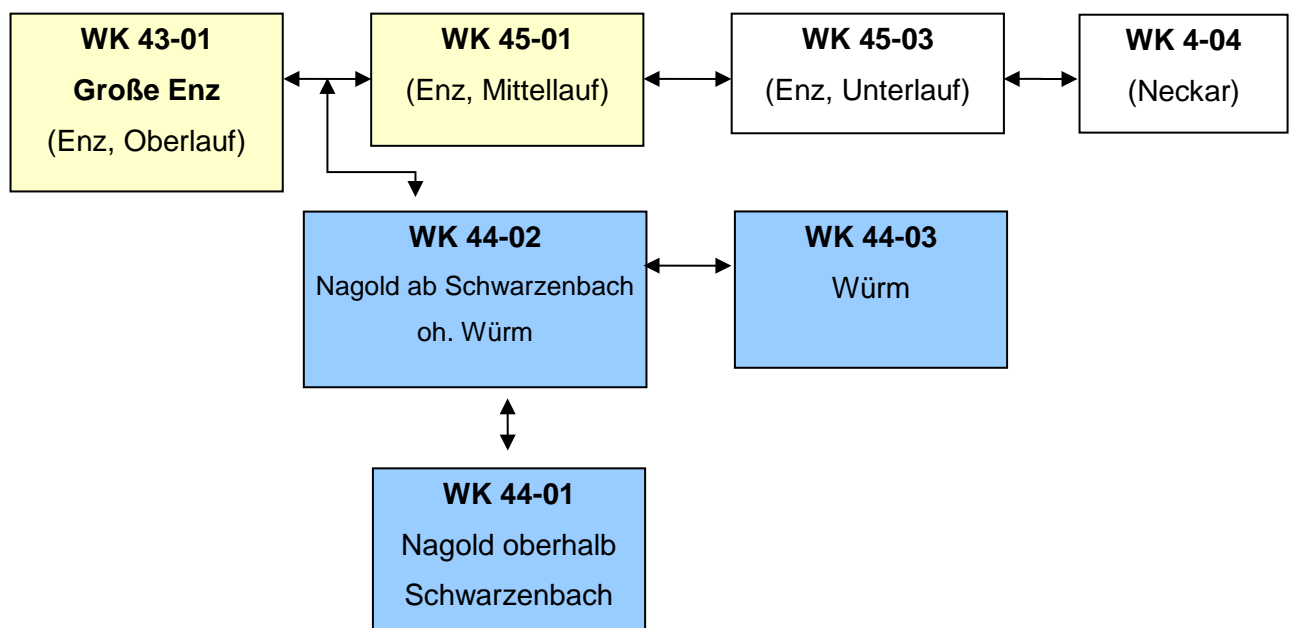 WK 43-01
Große Enz
(Enz, Oberlauf)
WK 45-01
(Enz, Mittellauf)
WK 45-03
(Enz, Unterlauf)
WK 4-04
(Neckar)
WK 44-02
Nagold ab Schwarzenbach
oh. Würm
WK 44-03
Würm
WK 44-01
Nagold oberhalb
Schwarzenbach